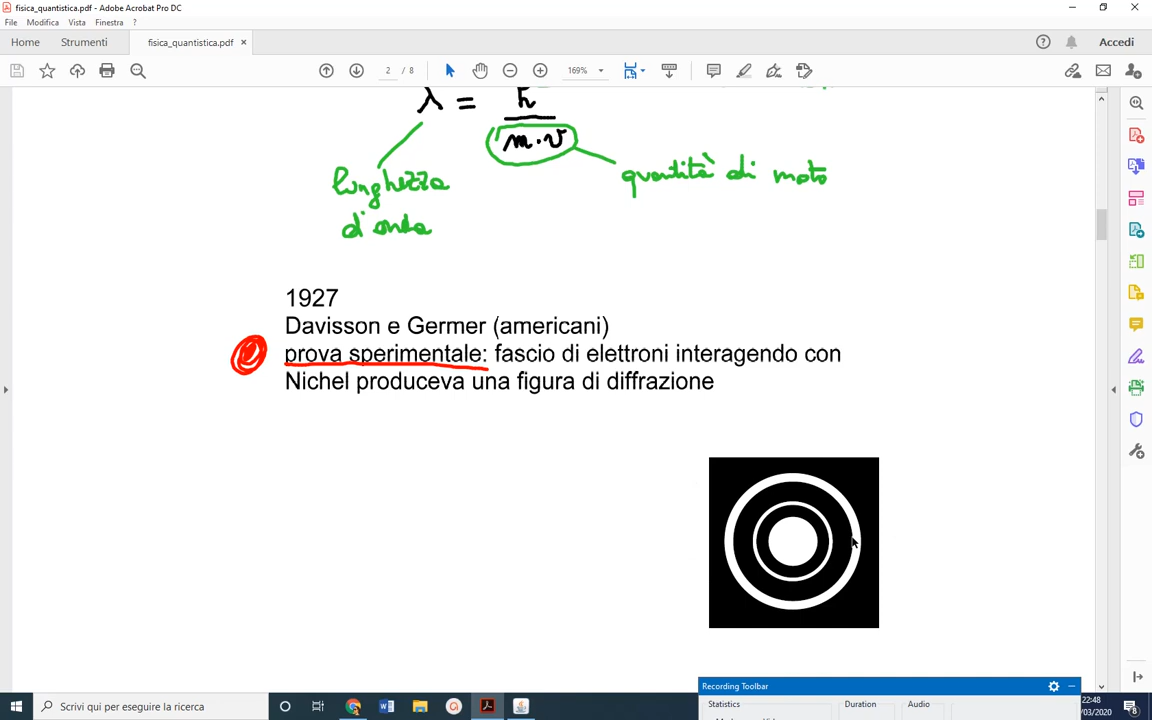 fisica_quantistica.pdf - Adobe Acrobat Pro DC
File Modifica Vista Finestra ?
Home Strumenti fisica_quantistica.pdf × Accedi
2 / 8 169%
λ = h
m·v
lunghezza d'onda
quantità di moto
1927
Davisson e Germer (americani)
prova sperimentale: fascio di elettroni interagendo con
Nichel produceva una figura di diffrazione
Recording Toolbar
Statistics Duration Audio
Scrivi qui per eseguire la ricerca
22:48
/03/2020
8